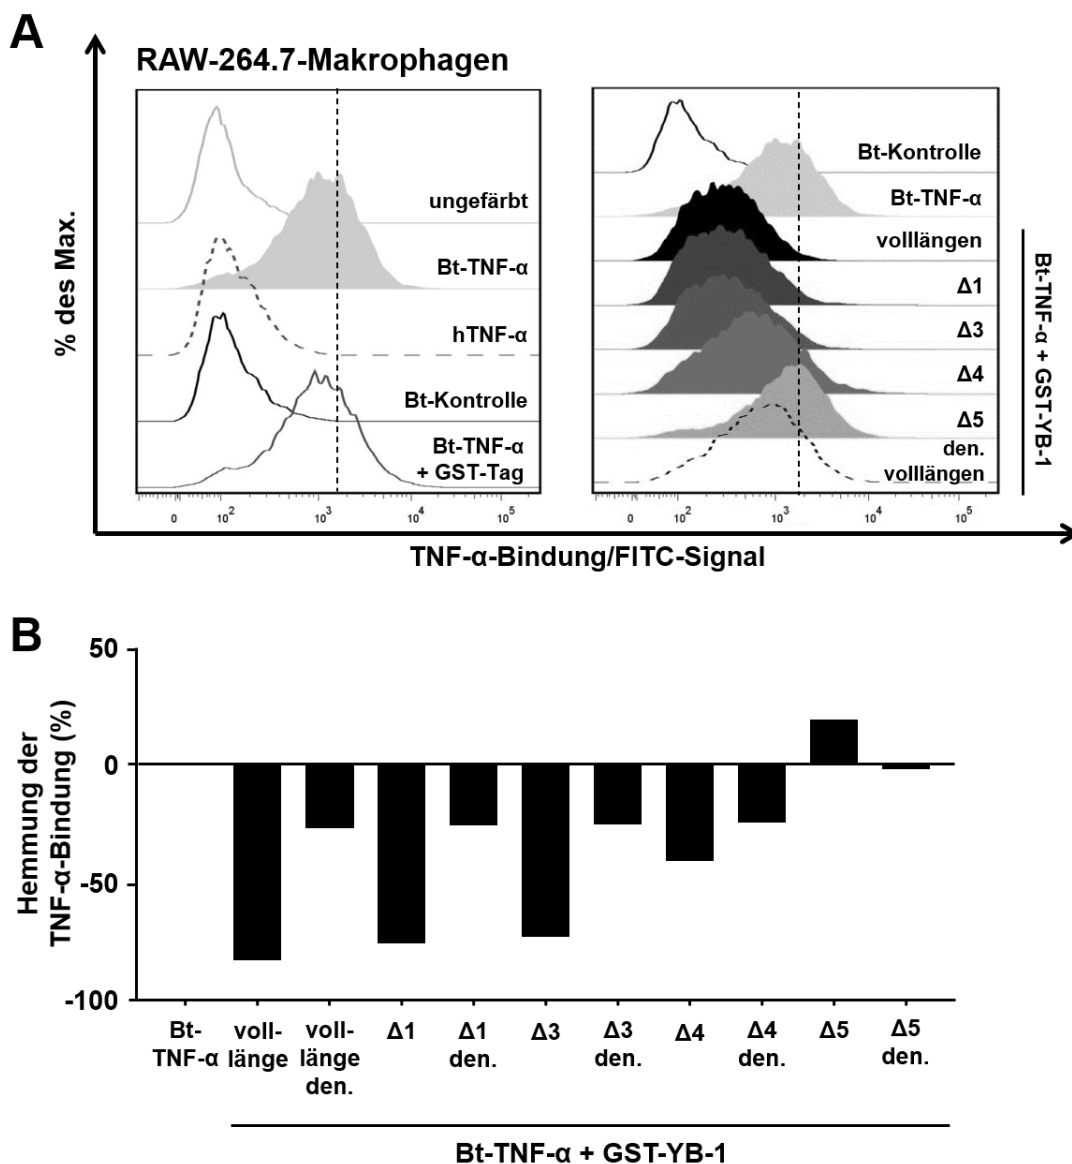 A
RAW-264.7-Makrophagen
% des Max.
ungefärbt
Bt-TNF-α
hTNF-α
Bt-Kontrolle
Bt-TNF-α
+ GST-Tag
0 10² 10³ 10⁴ 10⁵
Bt-Kontrolle
Bt-TNF-α
volllängen
Δ1
Δ3
Δ4
Δ5
den.
volllängen
Bt-TNF-α + GST-YB-1
0 10² 10³ 10⁴ 10⁵
TNF-α-Bindung/FITC-Signal
B
Hemmung der
TNF-α-Bindung (%)
50
0
-50
-100
Bt-
TNF-α
voll-
länge
voll-
länge
den.
Δ1
Δ1
den.
Δ3
Δ3
den.
Δ4
Δ4
den.
Δ5
Δ5
den.
Bt-TNF-α + GST-YB-1